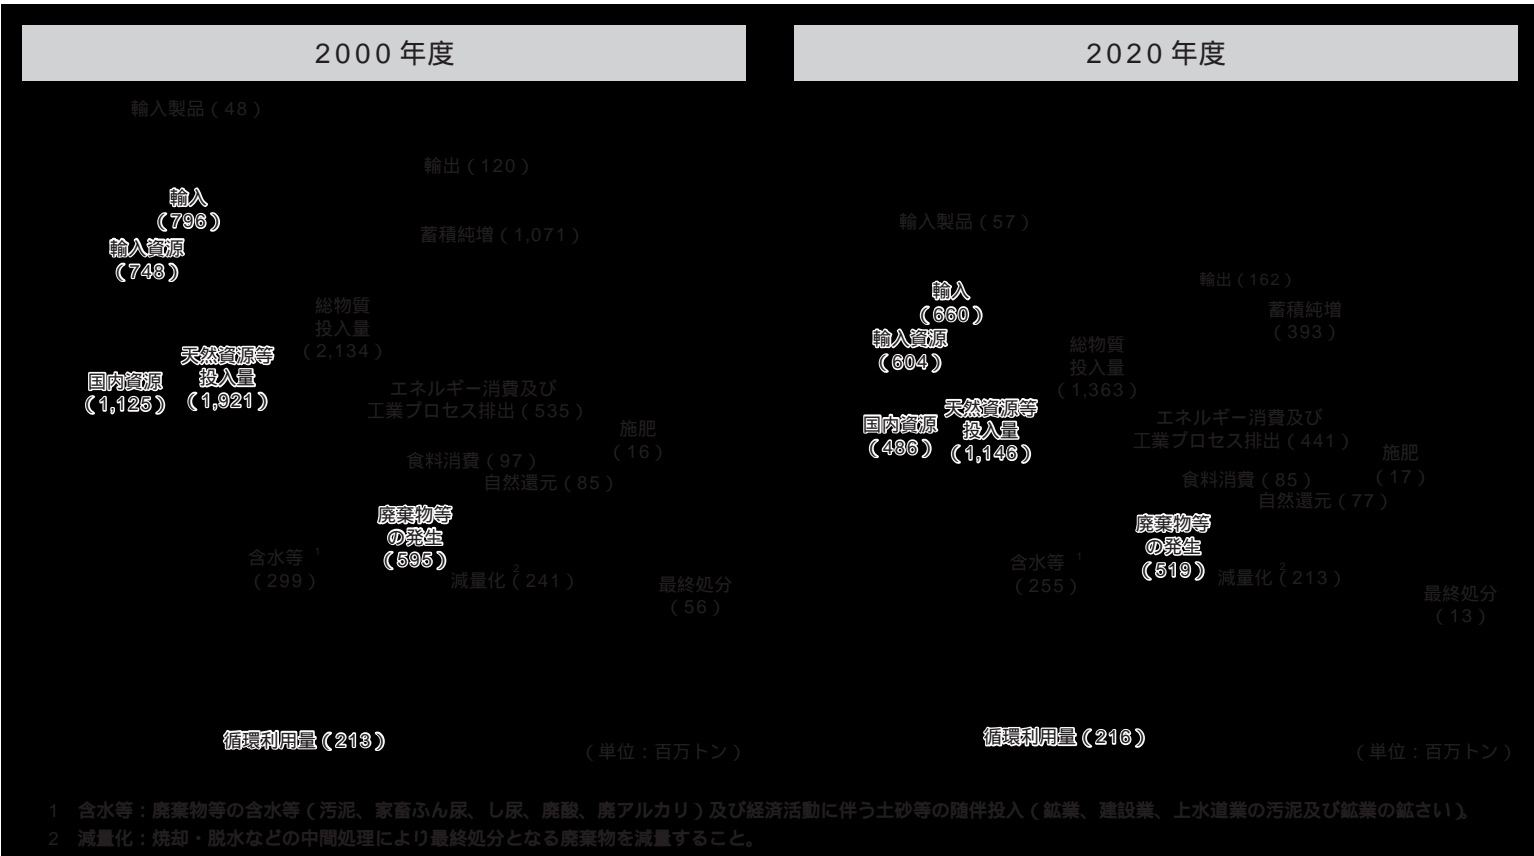 2000年度
輸入製品(48)
輸出(120)
輸入
(796)
蓄積純増(1,071)
輸入資源
(748)
総物質
投入量
(2,134)
天然資源等
投入量
(1,921)
国内資源
(1,125)
エネルギー消費及び
工業プロセス排出(535)
施肥
(16)
食料消費(97)
自然還元(85)
廃棄物等
の発生
(595)
含水等 1
(299)
減量化 2(241)
最終処分
(56)
循環利用量(213)
(単位:百万トン)
2020年度
輸入製品(57)
輸出(162)
輸入
(660)
蓄積純増
(393)
輸入資源
(604)
総物質
投入量
(1,363)
天然資源等
投入量
(1,146)
国内資源
(486)
エネルギー消費及び
工業プロセス排出(441)
施肥
(17)
食料消費(85)
自然還元(77)
廃棄物等
の発生
(519)
含水等 1
(255)
減量化 2(213)
最終処分
(13)
循環利用量(216)
(単位:百万トン)
1 含水等:廃棄物等の含水等(汚泥、家畜ふん尿、し尿、廃酸、廃アルカリ)及び経済活動に伴う土砂等の随伴投入(鉱業、建設業、上水道業の汚泥及び鉱業の鉱さい)。
2 減量化:焼却・脱水などの中間処理により最終処分となる廃棄物を減量すること。